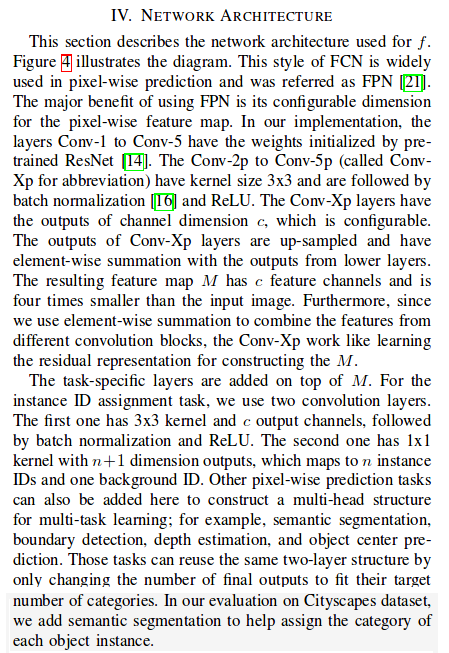 IV. Network Architecture
This section describes the network architecture used for f.
Figure 4 illustrates the diagram. This style of FCN is widely
used in pixel-wise prediction and was referred as FPN [21].
The major benefit of using FPN is its configurable dimension
for the pixel-wise feature map. In our implementation, the
layers Conv-1 to Conv-5 have the weights initialized by pre-
trained ResNet [14]. The Conv-2p to Conv-5p (called Conv-
Xp for abbreviation) have kernel size 3x3 and are followed by
batch normalization [16] and ReLU. The Conv-Xp layers have
the outputs of channel dimension c, which is configurable.
The outputs of Conv-Xp layers are up-sampled and have
element-wise summation with the outputs from lower layers.
The resulting feature map M has c feature channels and is
four times smaller than the input image. Furthermore, since
we use element-wise summation to combine the features from
different convolution blocks, the Conv-Xp work like learning
the residual representation for constructing the M.
The task-specific layers are added on top of M. For the
instance ID assignment task, we use two convolution layers.
The first one has 3x3 kernel and c output channels, followed
by batch normalization and ReLU. The second one has 1x1
kernel with n+1 dimension outputs, which maps to n instance
IDs and one background ID. Other pixel-wise prediction tasks
can also be added here to construct a multi-head structure
for multi-task learning; for example, semantic segmentation,
boundary detection, depth estimation, and object center pre-
diction. Those tasks can reuse the same two-layer structure by
only changing the number of final outputs to fit their target
number of categories. In our evaluation on Cityscapes dataset,
we add semantic segmentation to help assign the category of
each object instance.